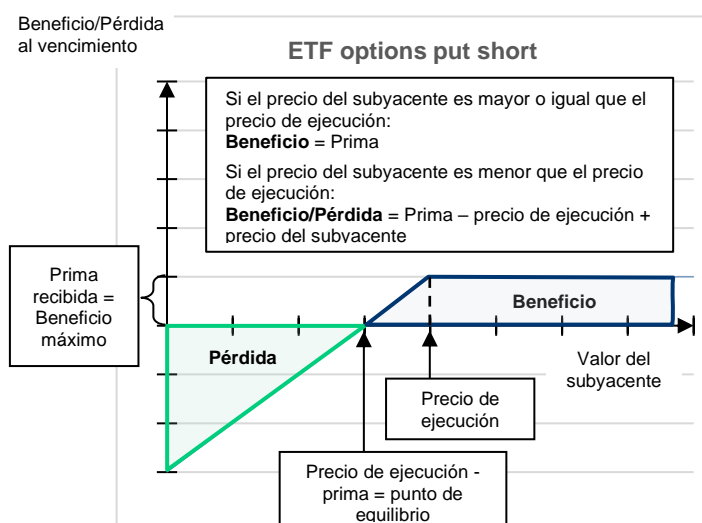 Beneficio/Pérdida
al vencimiento
ETF options put short
Si el precio del subyacente es mayor o igual que el
precio de ejecución:
Beneficio = Prima
Si el precio del subyacente es menor que el precio
de ejecución:
Beneficio/Pérdida = Prima – precio de ejecución +
precio del subyacente
Prima
recibida =
Beneficio
máximo
Beneficio
Pérdida
Valor del
subyacente
Precio de
ejecución
Precio de ejecución -
prima = punto de
equilibrio